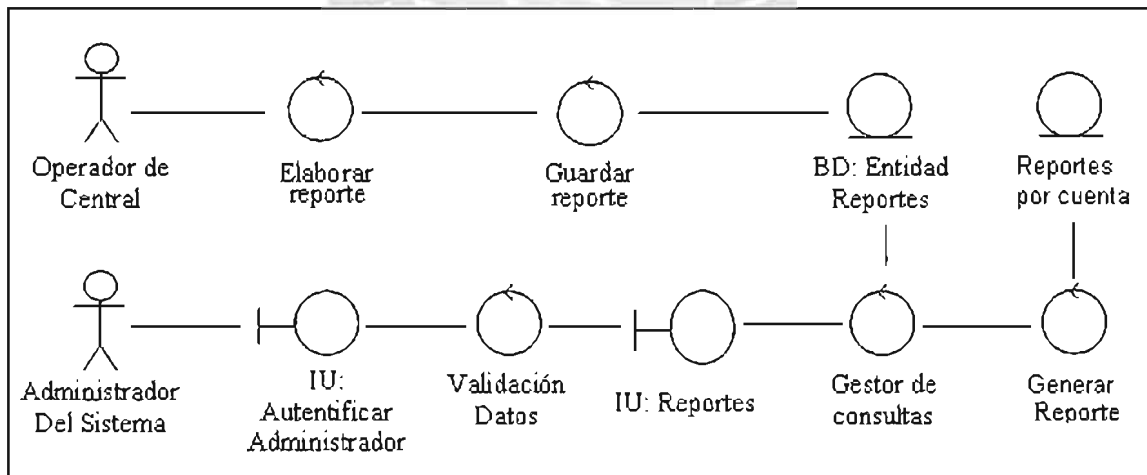 Operador de
Central
Elaborar
reporte
Guardar
reporte
BD: Entidad
Reportes
Reportes
por cuenta
Administrador
Del Sistema
IU:
Autentificar
Administrador
Validación
Datos
IU: Reportes
Gestor de
consultas
Generar
Reporte